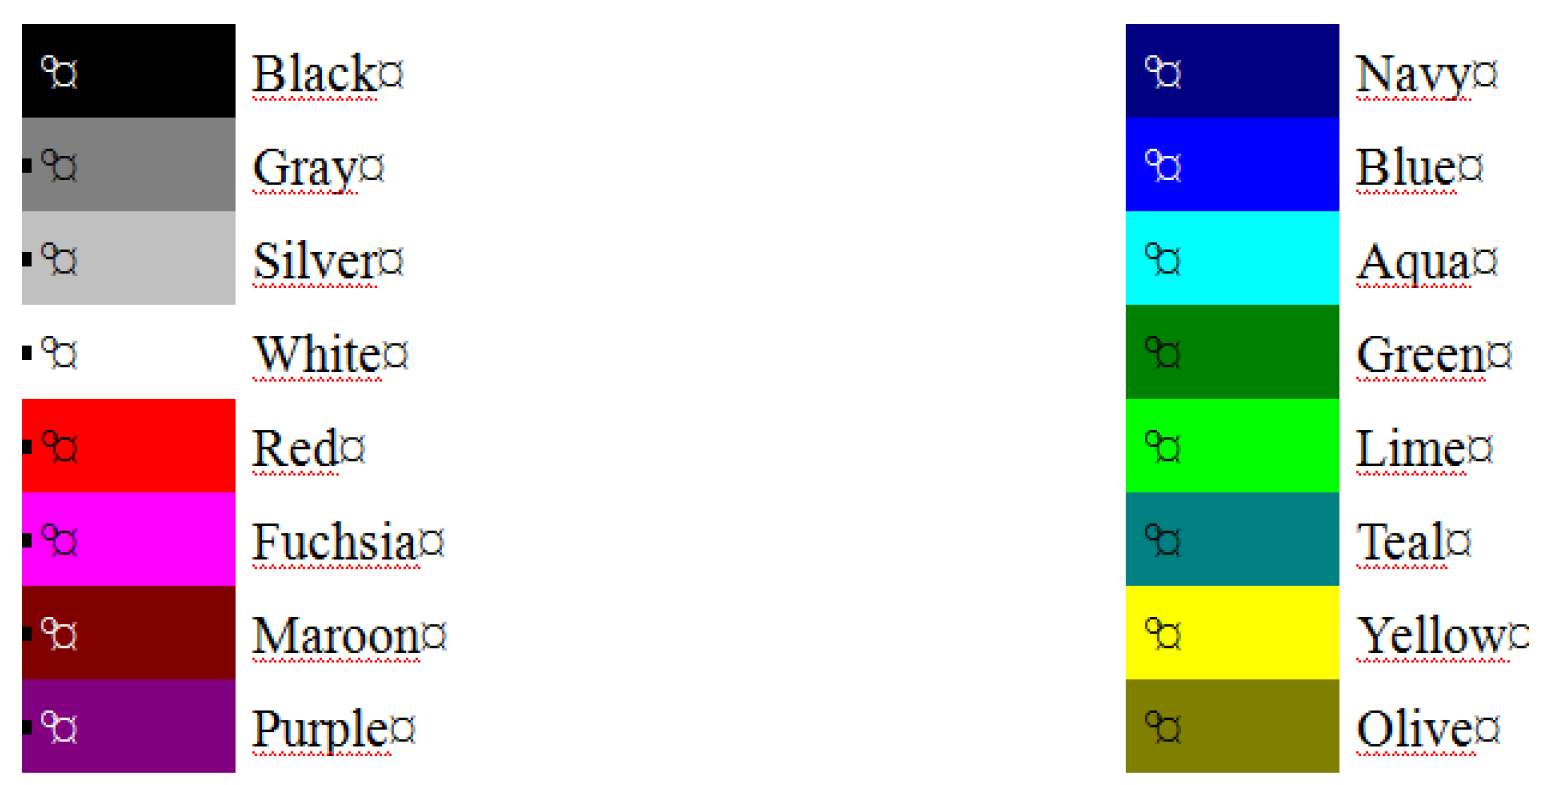 °¤ Black¤
°¤ Gray¤
°¤ Silver¤
°¤ White¤
°¤ Red¤
°¤ Fuchsia¤
°¤ Maroon¤
°¤ Purple¤
°¤ Navy¤
°¤ Blue¤
°¤ Aqua¤
°¤ Green¤
°¤ Lime¤
°¤ Teal¤
°¤ Yellow¤
°¤ Olive¤